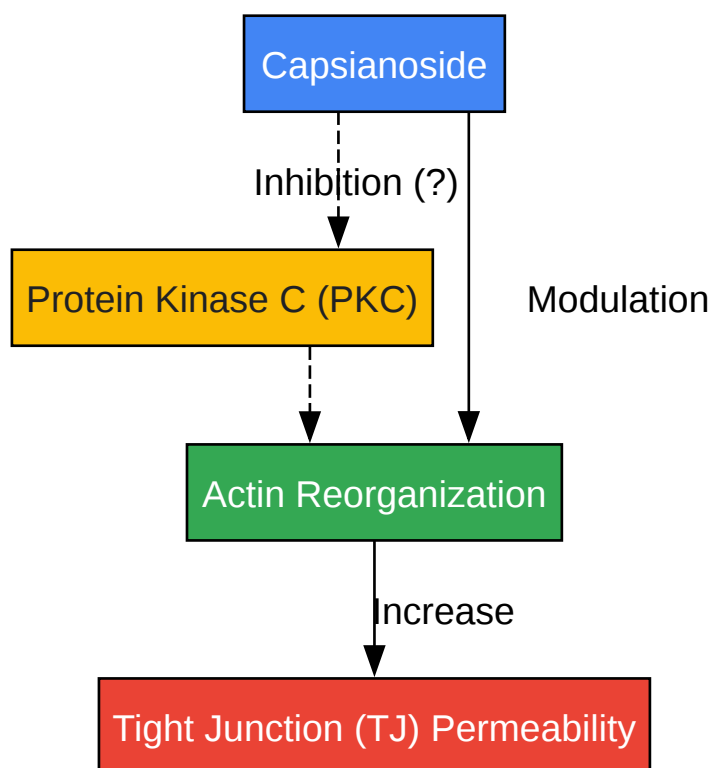 Capsianoside
Inhibition (?)
Protein Kinase C (PKC)
Modulation
Actin Reorganization
Increase
Tight Junction (TJ) Permeability